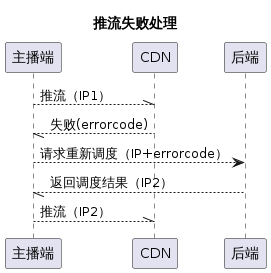 推流失败处理
主播端 CDN 后端
推流（IP1）
失败(errorcode)
请求重新调度（IP+errorcode）
返回调度结果（IP2）
推流（IP2）
主播端 CDN 后端